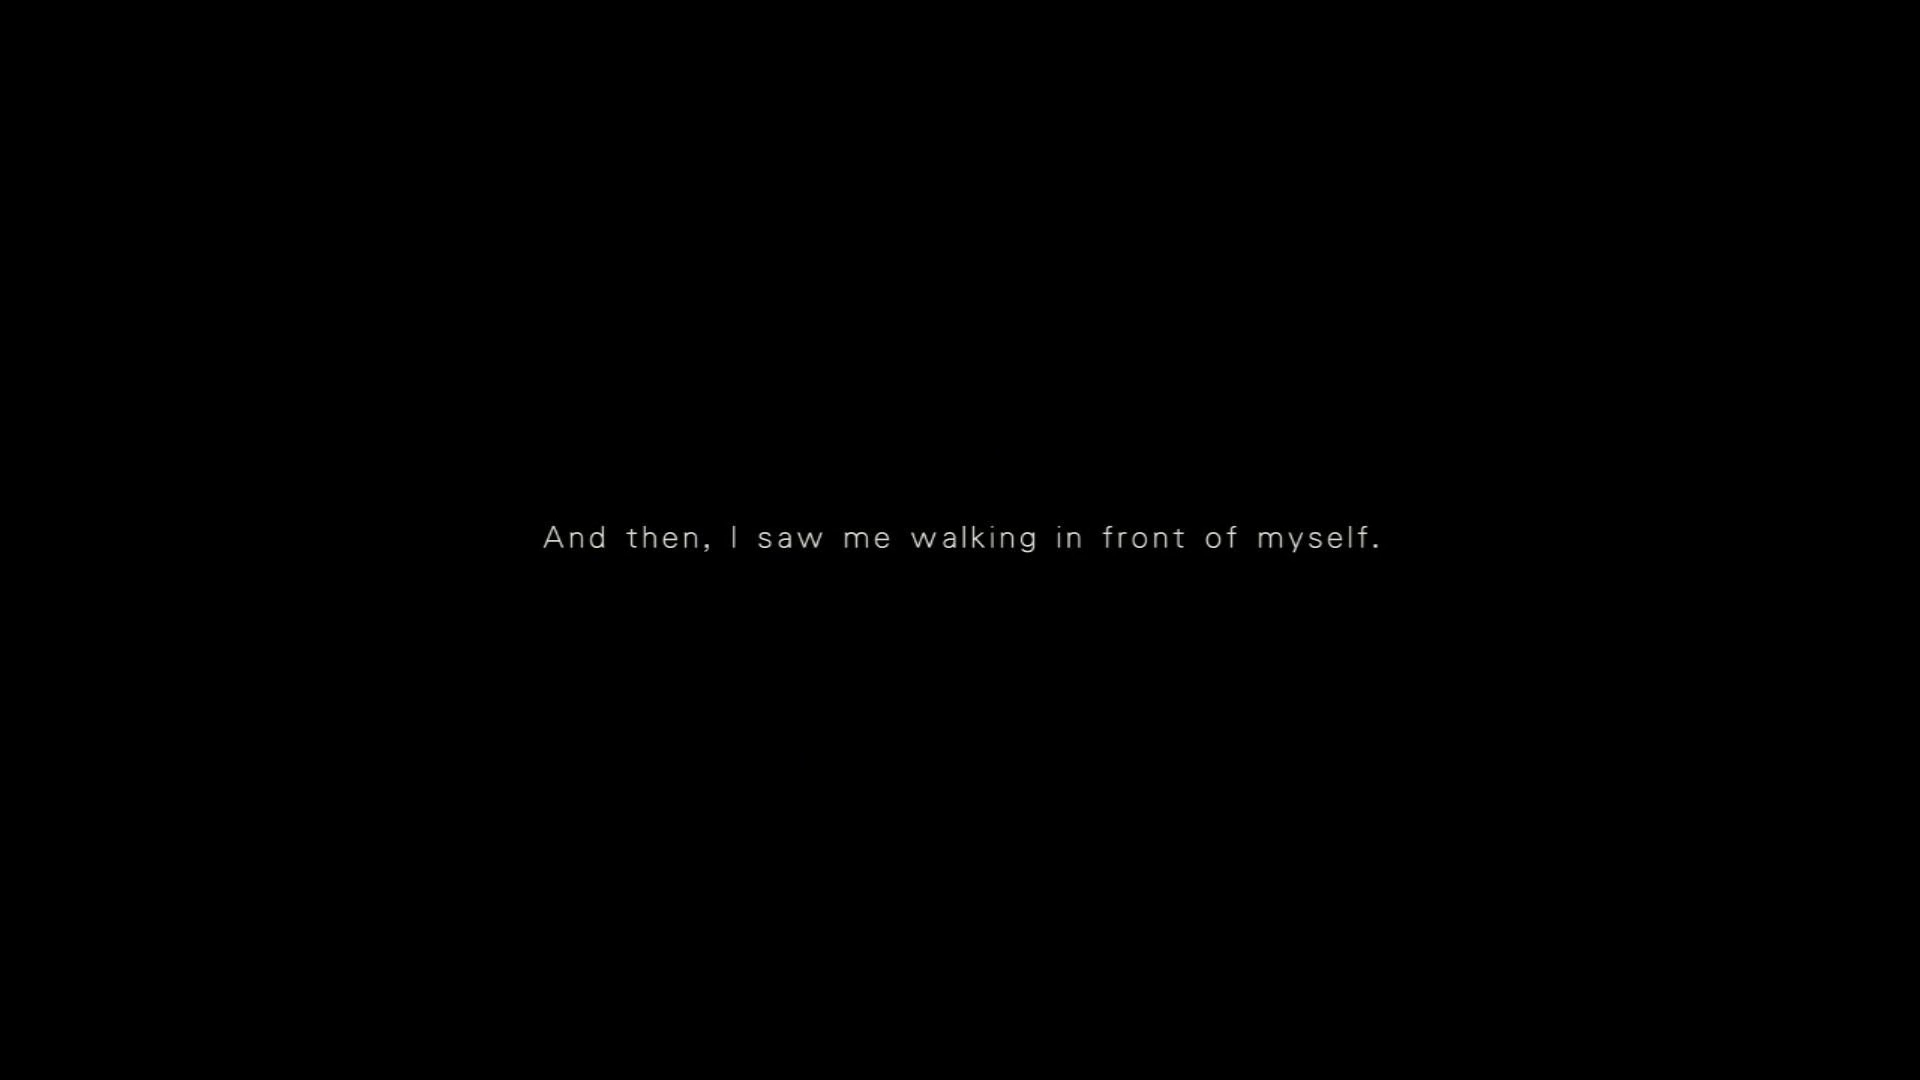 And then, I saw me walking in front of myself.